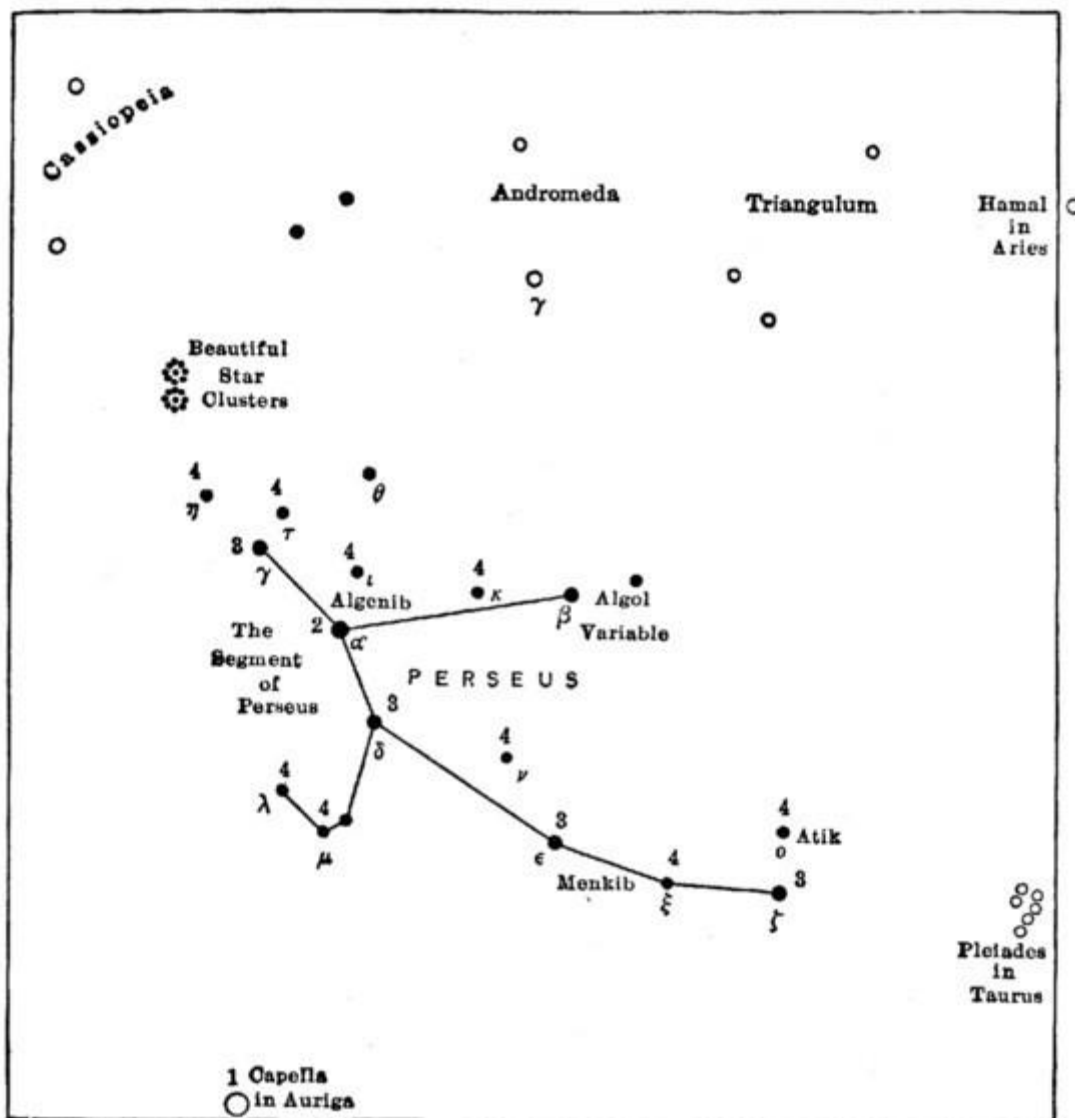 Cassiopeia
Andromeda
Triangulum
Hamal
in
Aries
γ
Beautiful
Star
Clusters
4
η
4
τ
θ
3
γ
4
ι
Algenib
4
κ
β
Algol
Variable
2
α
The
Segment
of
Perseus
PERSEUS
3
δ
4
ν
4
λ
4
μ
3
ϵ
Menkib
4
ξ
4
ο
Atik
3
ζ
Pleiades
in
Taurus
1 Capella
in Auriga